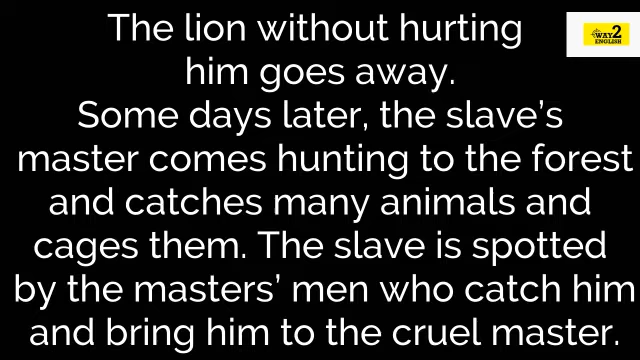 The lion without hurting
him goes away.
Some days later, the slave’s
master comes hunting to the forest
and catches many animals and
cages them. The slave is spotted
by the masters’ men who catch him
and bring him to the cruel master.
WAY2
ENGLISH